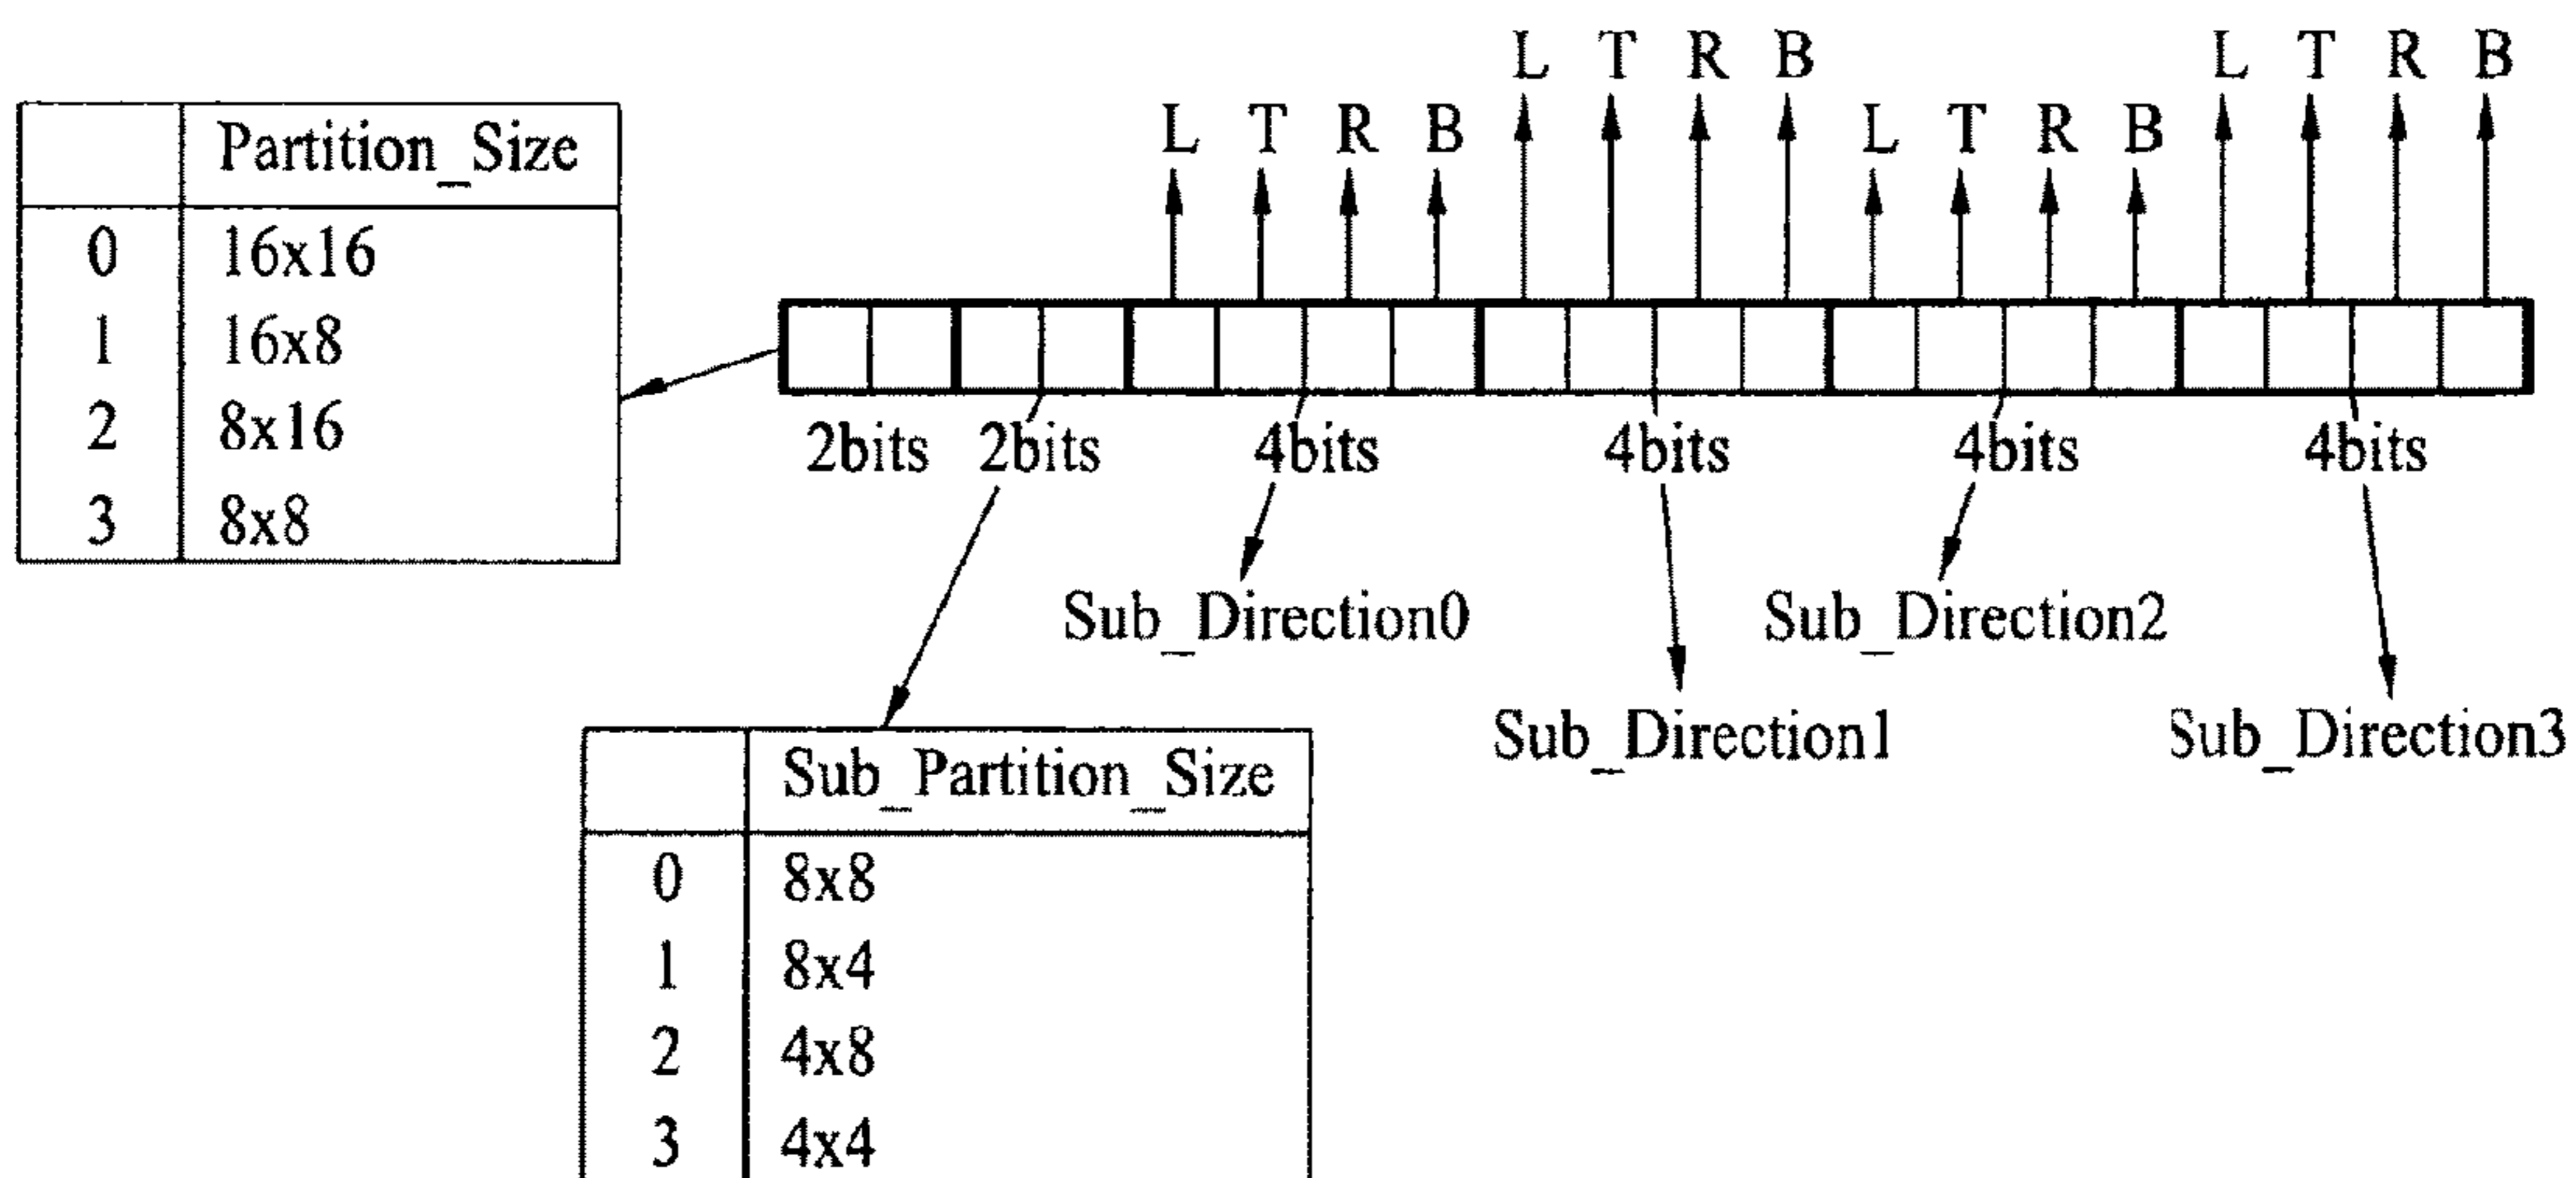 L T R B L T R B
L T R B L T R B
Partition_Size
0 16x16
1 16x8
2 8x16
3 8x8
2bits 2bits 4bits 4bits 4bits 4bits
Sub_Direction0 Sub_Direction2
Sub_Direction1 Sub_Direction3
Sub_Partition_Size
0 8x8
1 8x4
2 4x8
3 4x4